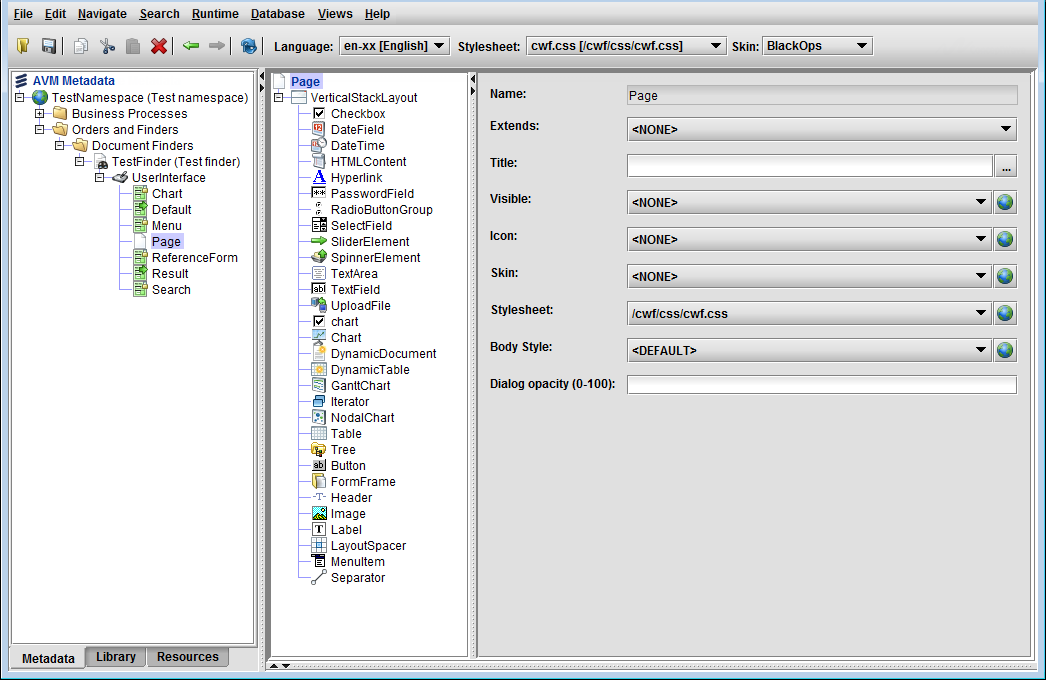 File Edit Navigate Search Runtime Database Views Help
Language: en-xx [English] Stylesheet: cwf.css [/cwf/css/cwf.css] Skin: BlackOps
AVM Metadata
TestNamespace (Test namespace)
Business Processes
Orders and Finders
Document Finders
TestFinder (Test finder)
UserInterface
Chart
Default
Menu
Page
ReferenceForm
Result
Search
Metadata Library Resources
Page
VerticalStackLayout
Checkbox
DateField
DateTime
HTMLContent
Hyperlink
PasswordField
RadioButtonGroup
SelectField
SliderElement
SpinnerElement
TextArea
TextField
UploadFile
chart
Chart
DynamicDocument
DynamicTable
GanttChart
Iterator
NodalChart
Table
Tree
Button
FormFrame
Header
Image
Label
LayoutSpacer
MenuItem
Separator
Name: Page
Extends: <NONE>
Title: ...
Visible: <NONE>
Icon: <NONE>
Skin: <NONE>
Stylesheet: /cwf/css/cwf.css
Body Style: <DEFAULT>
Dialog opacity (0-100):